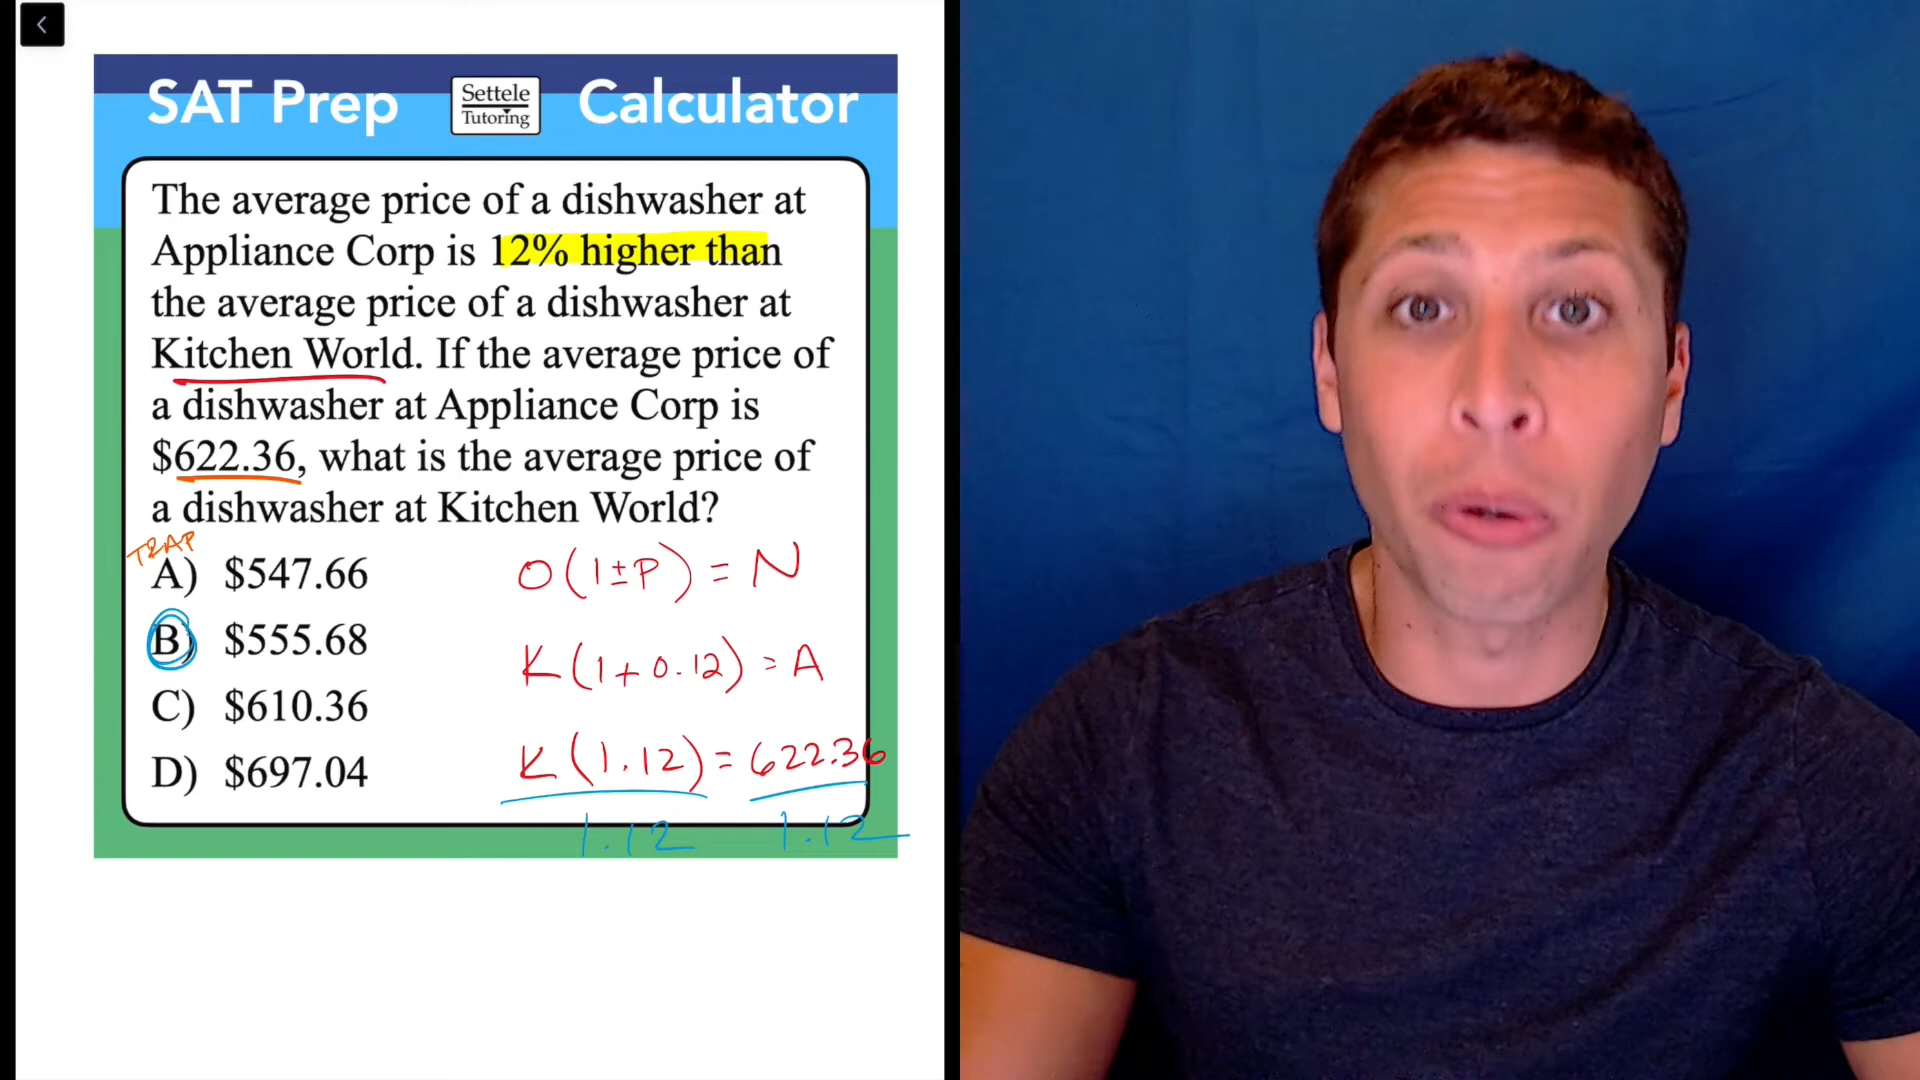 SAT Prep
Settele
Tutoring
Calculator
The average price of a dishwasher at
Appliance Corp is 12% higher than
the average price of a dishwasher at
Kitchen World. If the average price of
a dishwasher at Appliance Corp is
$622.36, what is the average price of
a dishwasher at Kitchen World?
TRAP
A) $547.66
B) $555.68
C) $610.36
D) $697.04
O(1±P) = N
K(1+0.12) = A
K(1.12) = 622.36
1.12 1.12